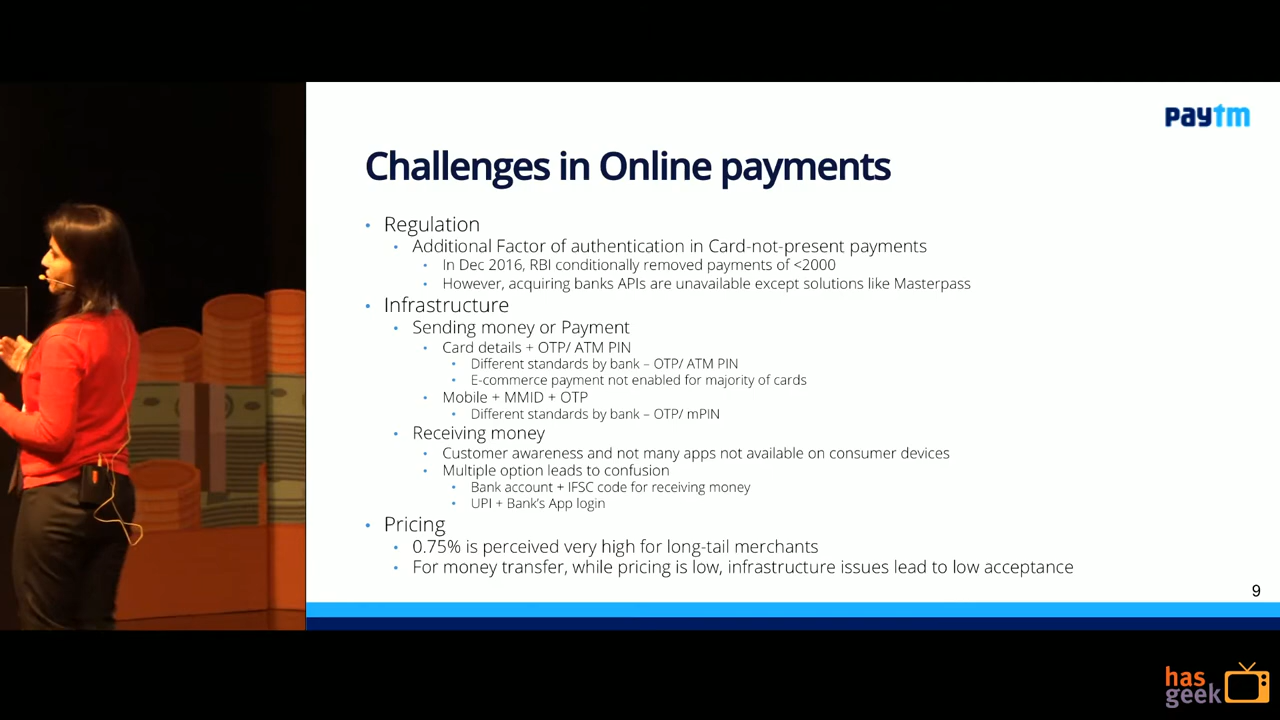 paytm
Challenges in Online payments
• Regulation
• Additional Factor of authentication in Card-not-present payments
• In Dec 2016, RBI conditionally removed payments of <2000
• However, acquiring banks APIs are unavailable except solutions like Masterpass
• Infrastructure
• Sending money or Payment
• Card details + OTP/ ATM PIN
• Different standards by bank – OTP/ ATM PIN
• E-commerce payment not enabled for majority of cards
• Mobile + MMID + OTP
• Different standards by bank – OTP/ mPIN
• Receiving money
• Customer awareness and not many apps not available on consumer devices
• Multiple option leads to confusion
• Bank account + IFSC code for receiving money
• UPI + Bank’s App login
• Pricing
• 0.75% is perceived very high for long-tail merchants
• For money transfer, while pricing is low, infrastructure issues lead to low acceptance
9
has
geek